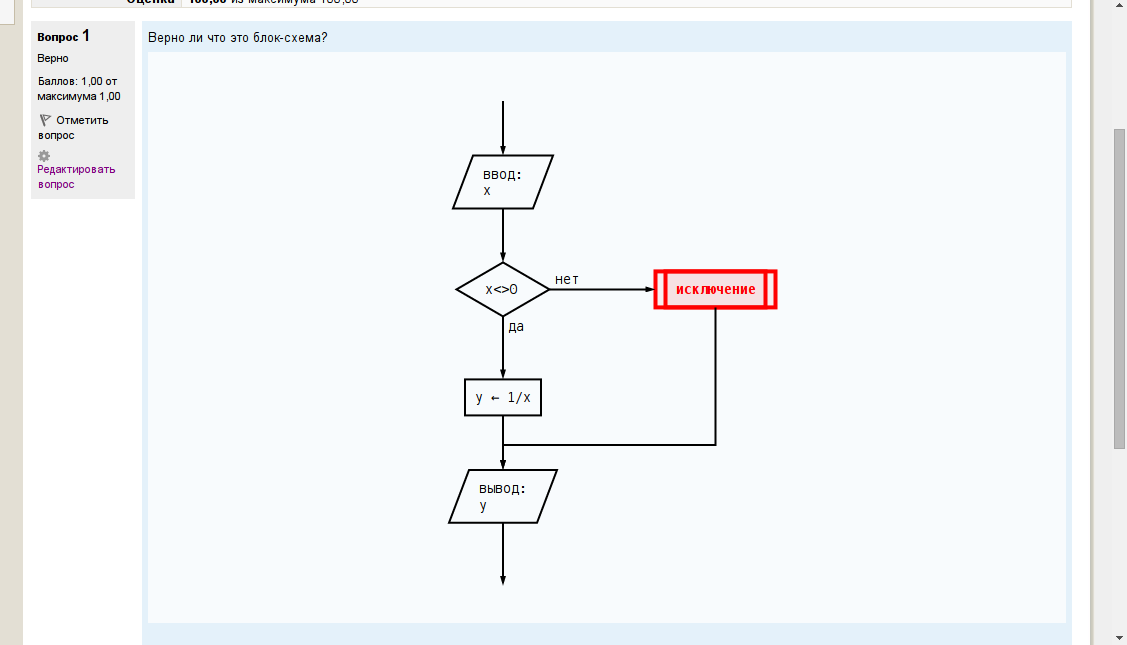 Оценка 100,00 из максимума 100,00
Вопрос 1
Верно
Баллов: 1,00 от
максимума 1,00
Отметить
вопрос
Редактировать
вопрос
Верно ли что это блок-схема?
ввод:
x
x<>0
нет
исключение
да
y ← 1/x
вывод:
y